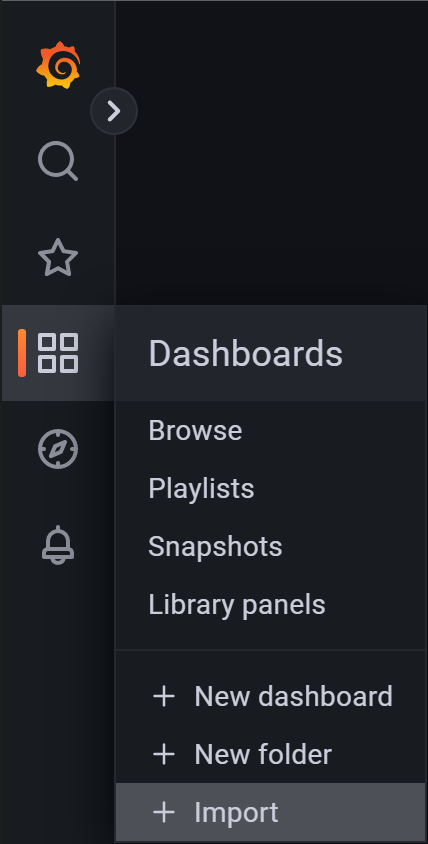 Dashboards
Browse
Playlists
Snapshots
Library panels
+ New dashboard
+ New folder
+ Import